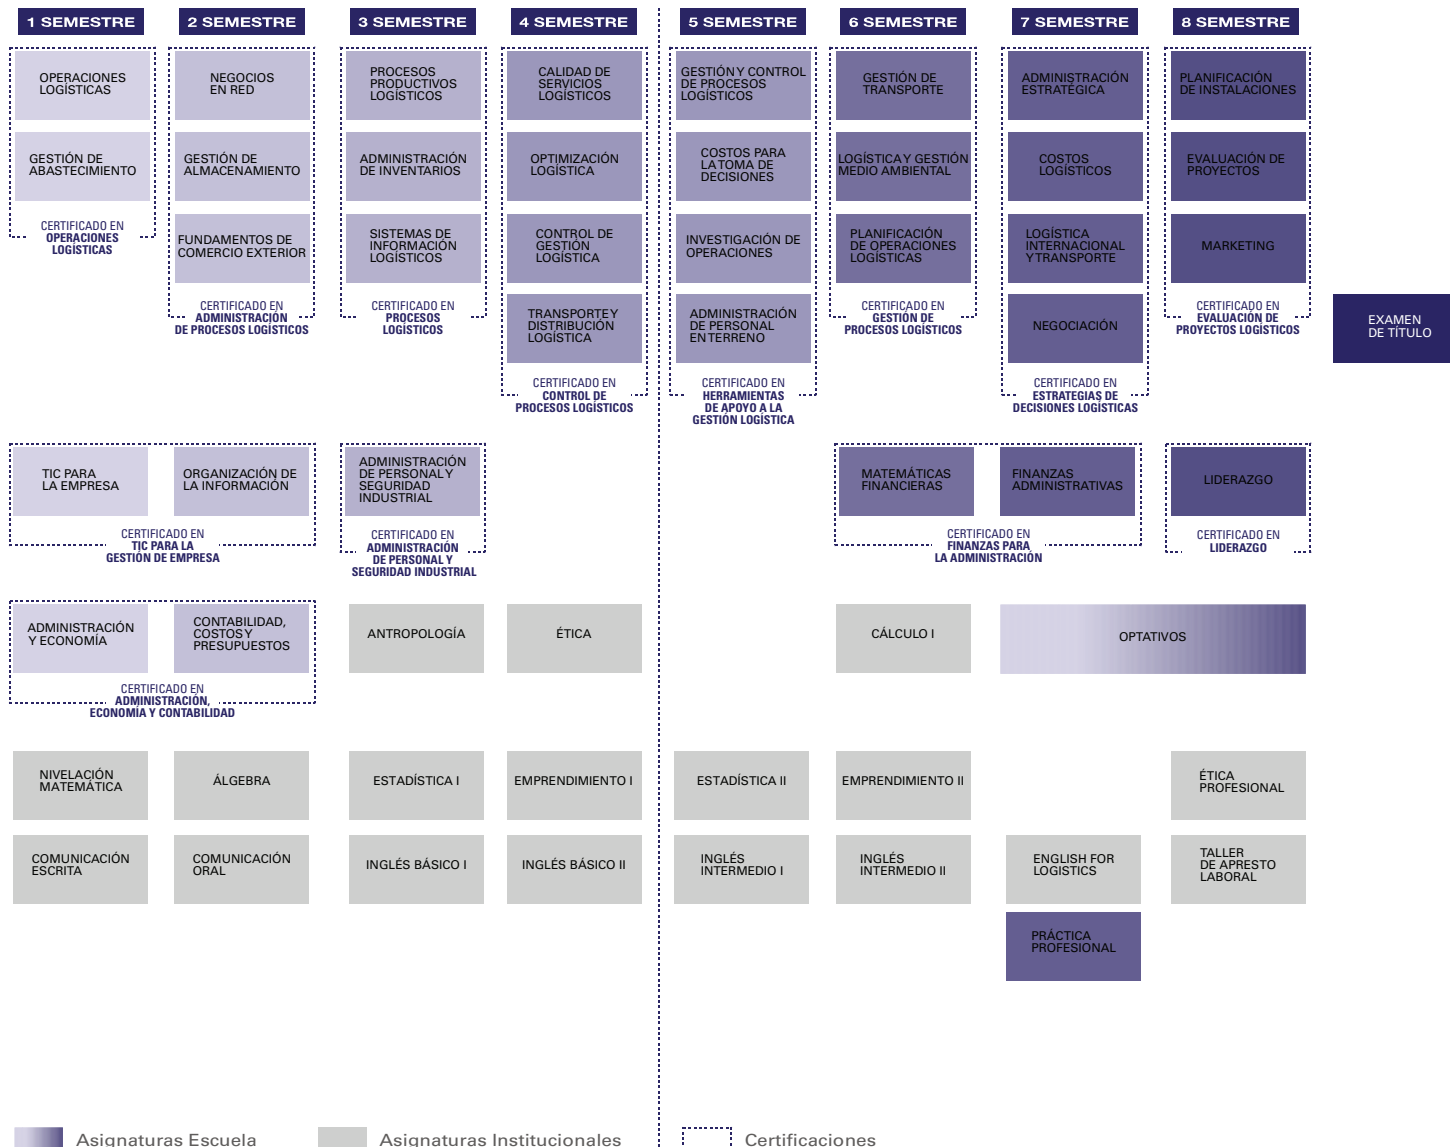 1 SEMESTRE
2 SEMESTRE
3 SEMESTRE
4 SEMESTRE
5 SEMESTRE
6 SEMESTRE
7 SEMESTRE
8 SEMESTRE
OPERACIONES
LOGÍSTICAS
NEGOCIOS
EN RED
PROCESOS
PRODUCTIVOS
LOGÍSTICOS
CALIDAD DE
SERVICIOS
LOGÍSTICOS
GESTIÓN Y CONTROL
DE PROCESOS
LOGÍSTICOS
GESTIÓN DE
TRANSPORTE
ADMINISTRACIÓN
ESTRATÉGICA
PLANIFICACIÓN
DE INSTALACIONES
GESTIÓN DE
ABASTECIMIENTO
GESTIÓN DE
ALMACENAMIENTO
ADMINISTRACIÓN
DE INVENTARIOS
OPTIMIZACIÓN
LOGÍSTICA
COSTOS PARA
LA TOMA DE
DECISIONES
LOGÍSTICA Y GESTIÓN
MEDIO AMBIENTAL
COSTOS
LOGÍSTICOS
EVALUACIÓN DE
PROYECTOS
CERTIFICADO EN
OPERACIONES
LOGÍSTICAS
FUNDAMENTOS DE
COMERCIO EXTERIOR
SISTEMAS DE
INFORMACIÓN
LOGÍSTICOS
CONTROL DE
GESTIÓN
LOGÍSTICA
INVESTIGACIÓN DE
OPERACIONES
PLANIFICACIÓN
DE OPERACIONES
LOGÍSTICAS
LOGÍSTICA
INTERNACIONAL
Y TRANSPORTE
MARKETING
CERTIFICADO EN
ADMINISTRACIÓN
DE PROCESOS LOGÍSTICOS
CERTIFICADO EN
PROCESOS
LOGÍSTICOS
TRANSPORTE Y
DISTRIBUCIÓN
LOGÍSTICA
ADMINISTRACIÓN
DE PERSONAL
EN TERRENO
CERTIFICADO EN
GESTIÓN DE
PROCESOS LOGÍSTICOS
NEGOCIACIÓN
CERTIFICADO EN
EVALUACIÓN DE
PROYECTOS LOGÍSTICOS
EXAMEN
DE TÍTULO
CERTIFICADO EN
CONTROL DE
PROCESOS LOGÍSTICOS
CERTIFICADO EN
HERRAMIENTAS
DE APOYO A LA
GESTIÓN LOGÍSTICA
CERTIFICADO EN
ESTRATEGIAS DE
DECISIONES LOGÍSTICAS
TIC PARA
LA EMPRESA
ORGANIZACIÓN DE
LA INFORMACIÓN
ADMINISTRACIÓN
DE PERSONAL Y
SEGURIDAD
INDUSTRIAL
MATEMÁTICAS
FINANCIERAS
FINANZAS
ADMINISTRATIVAS
LIDERAZGO
CERTIFICADO EN
TIC PARA LA
GESTIÓN DE EMPRESA
CERTIFICADO EN
ADMINISTRACIÓN
DE PERSONAL Y
SEGURIDAD INDUSTRIAL
CERTIFICADO EN
FINANZAS PARA
LA ADMINISTRACIÓN
CERTIFICADO EN
LIDERAZGO
ADMINISTRACIÓN
Y ECONOMÍA
CONTABILIDAD,
COSTOS Y
PRESUPUESTOS
ANTROPOLOGÍA
ÉTICA
CÁLCULO I
OPTATIVOS
CERTIFICADO EN
ADMINISTRACIÓN,
ECONOMÍA Y CONTABILIDAD
NIVELACIÓN
MATEMÁTICA
ÁLGEBRA
ESTADÍSTICA I
EMPRENDIMIENTO I
ESTADÍSTICA II
EMPRENDIMIENTO II
ÉTICA
PROFESIONAL
COMUNICACIÓN
ESCRITA
COMUNICACIÓN
ORAL
INGLÉS BÁSICO I
INGLÉS BÁSICO II
INGLÉS
INTERMEDIO I
INGLÉS
INTERMEDIO II
ENGLISH FOR
LOGISTICS
TALLER
DE APRESTO
LABORAL
PRÁCTICA
PROFESIONAL
Asignaturas Escuela
Asignaturas Institucionales
Certificaciones